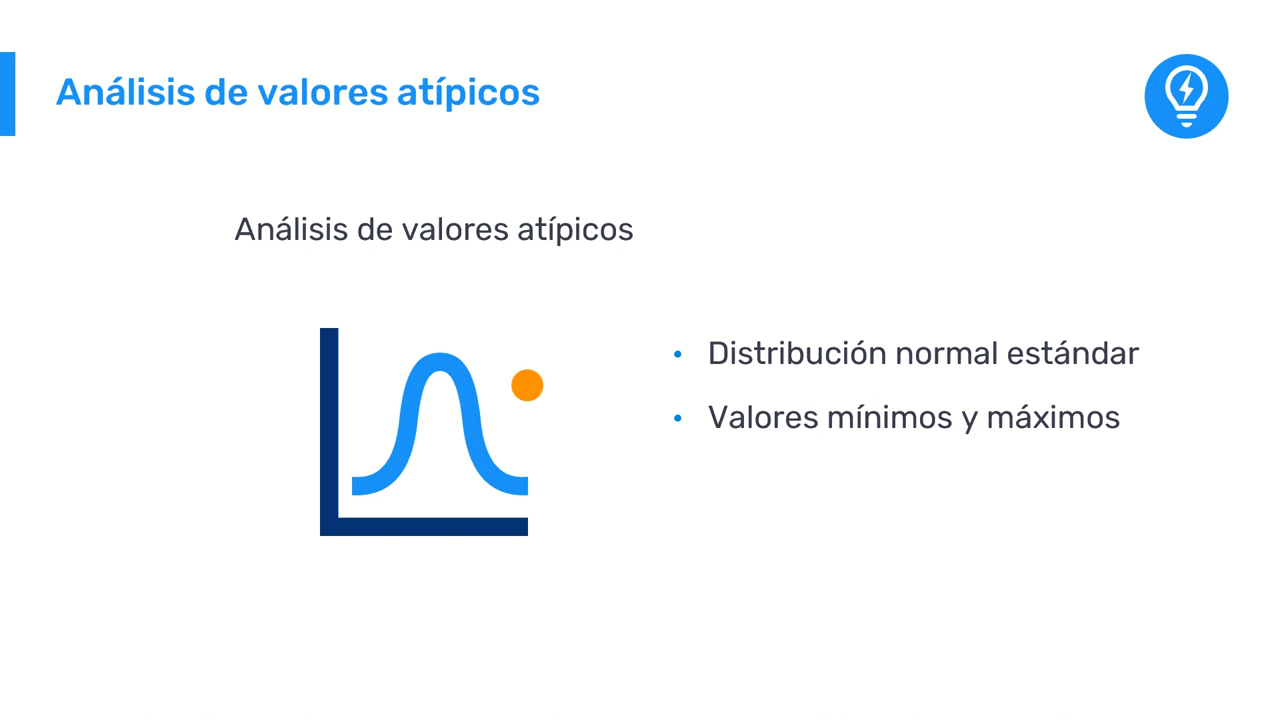 Análisis de valores atípicos
Análisis de valores atípicos
• Distribución normal estándar
• Valores mínimos y máximos